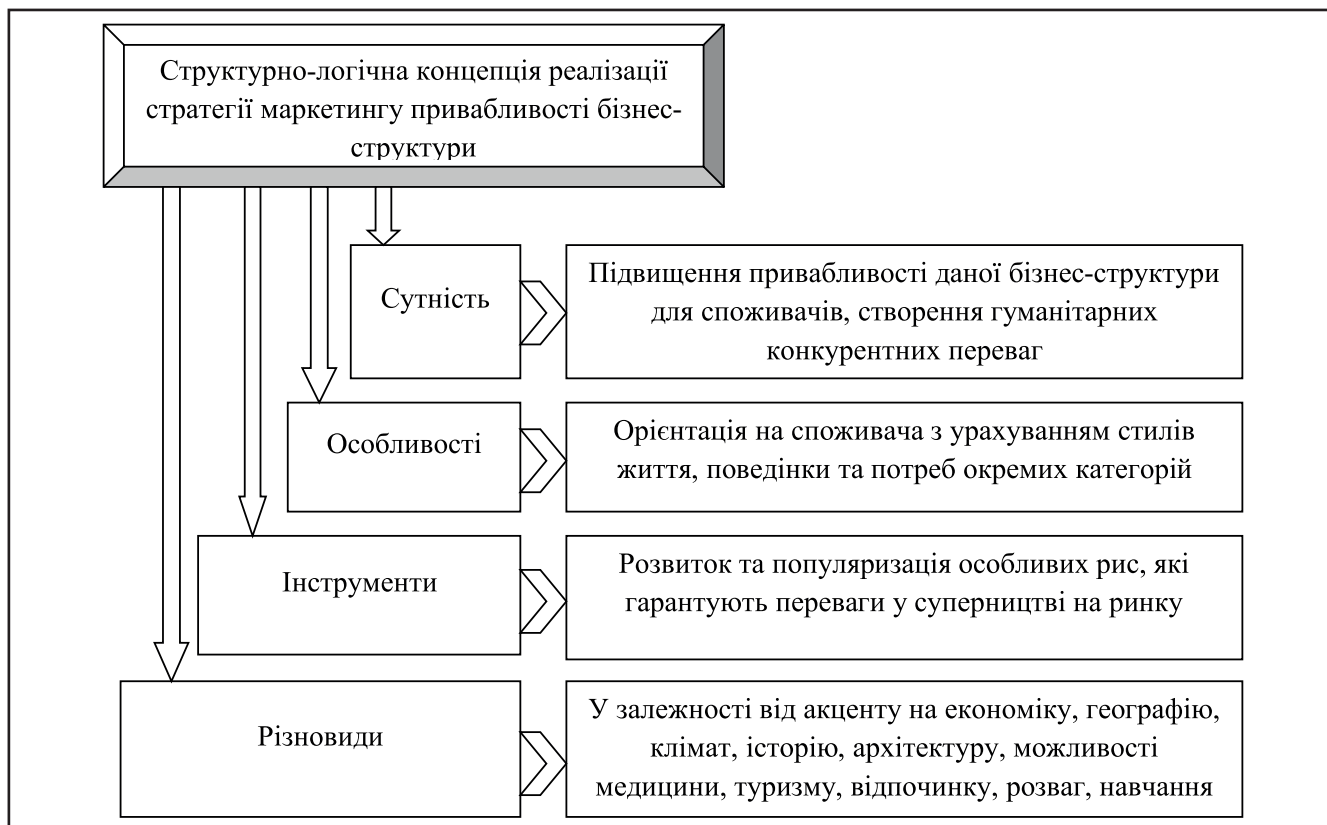 Структурно-логічна концепція реалізації
стратегії маркетингу привабливості бізнес-
структури
Сутність
Підвищення привабливості даної бізнес-структури
для споживачів, створення гуманітарних
конкурентних переваг
Особливості
Орієнтація на споживача з урахуванням стилів
життя, поведінки та потреб окремих категорій
Інструменти
Розвиток та популяризація особливих рис, які
гарантують переваги у суперництві на ринку
Різновиди
У залежності від акценту на економіку, географію,
клімат, історію, архітектуру, можливості
медицини, туризму, відпочинку, розваг, навчання